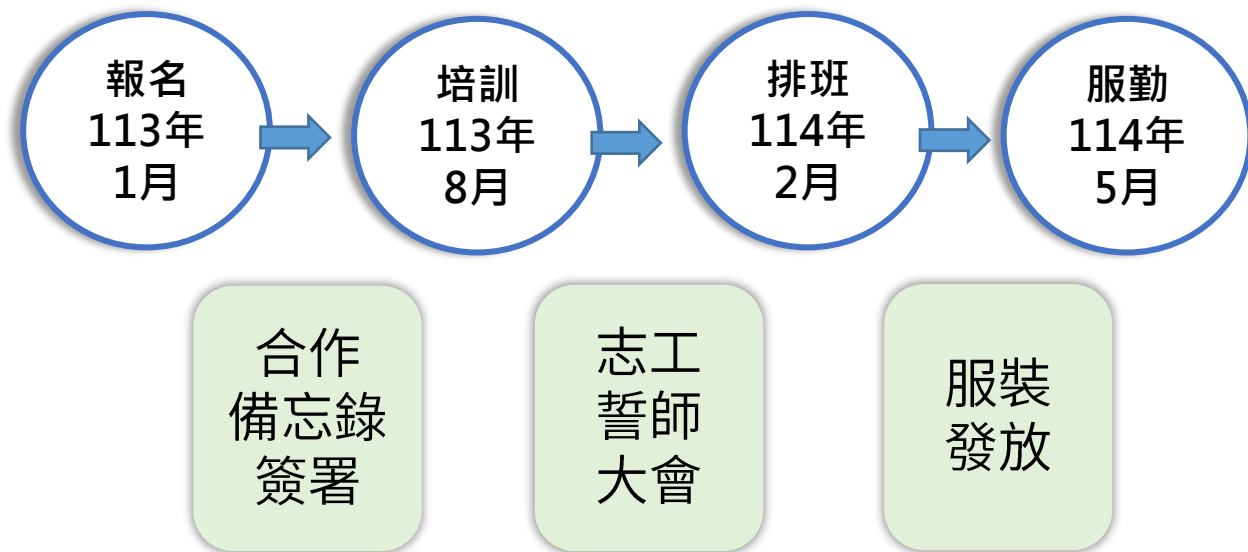 報名
113年
1月
培訓
113年
8月
排班
114年
2月
服勤
114年
5月
合作
備忘錄
簽署
志工
誓師
大會
服裝
發放